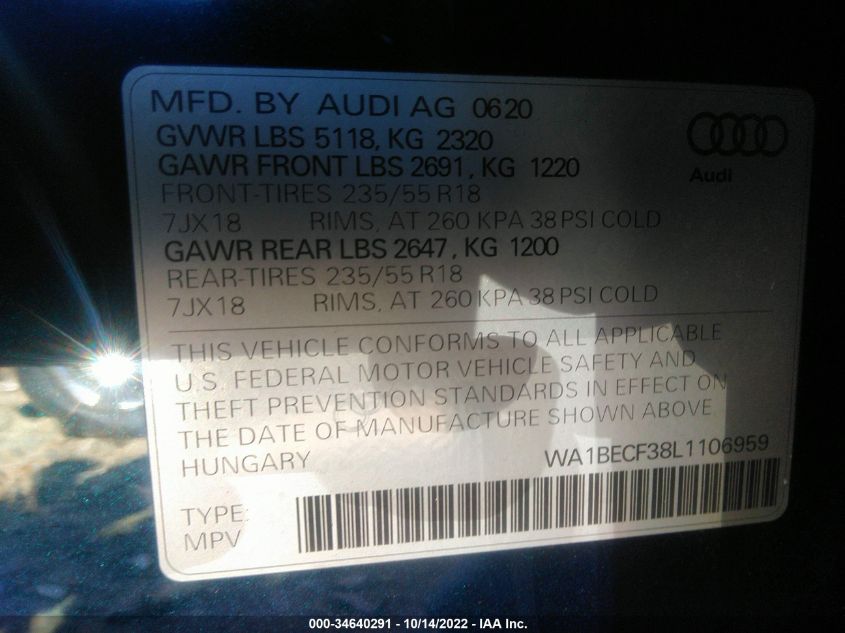 MFD. BY AUDI AG 0620
GVWR LBS 5118, KG 2320
GAWR FRONT LBS 2691, KG 1220
FRONT-TIRES 235/55 R18
7JX18 RIMS, AT 260 KPA 38 PSI COLD
GAWR REAR LBS 2647, KG 1200
REAR-TIRES 235/55 R18
7JX18 RIMS, AT 260 KPA 38 PSI COLD
Audi
THIS VEHICLE CONFORMS TO ALL APPLICABLE
U.S. FEDERAL MOTOR VEHICLE SAFETY AND
THEFT PREVENTION STANDARDS IN EFFECT ON
THE DATE OF MANUFACTURE SHOWN ABOVE.
HUNGARY WA1BECF38L1106959
TYPE:
MPV
000-34640291 - 10/14/2022 - IAA Inc.